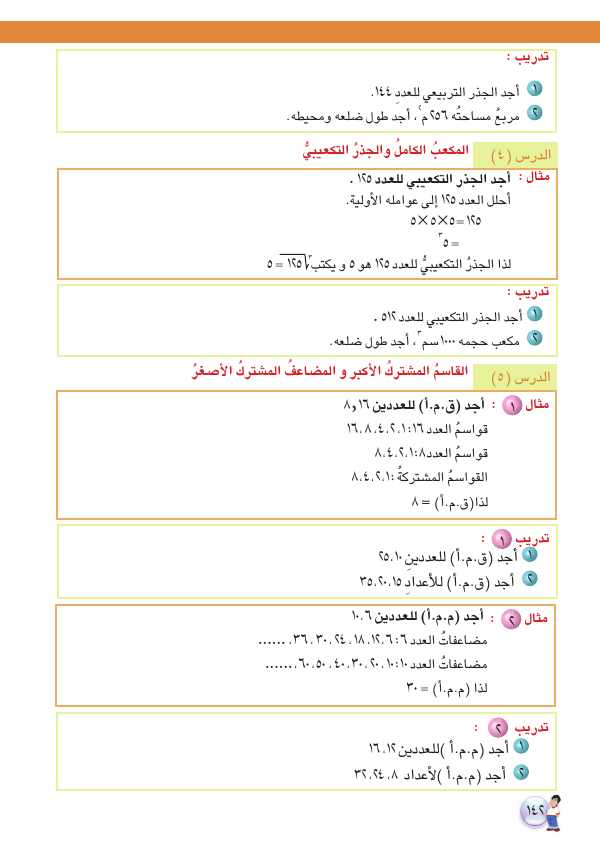 تدريب :
١ أجد الجذر التربيعي للعددِ ١٤٤.
٢ مربعٌ مساحتُه ٢٥٦ م٢، أجد طول ضلعه ومحيطه.
الدرس (٤) المكعبُ الكاملُ والجذرُ التكعيبيُّ
مثال : أجد الجذر التكعيبي للعدد ١٢٥ .
أحلل العدد ١٢٥ إلى عوامله الأولية.
١٢٥ = ٥×٥×٥
= ٥٣
لذا الجذرُ التكعيبيُّ للعدد ١٢٥ هو ٥ و يكتب ٣√١٢٥ = ٥
تدريب :
١ أجد الجذر التكعيبي للعدد ٥١٢ .
٢ مكعب حجمه ١٠٠٠ سم٣، أجد طول ضلعه.
الدرس (٥) القاسمُ المشتركُ الأكبر و المضاعفُ المشتركُ الأصغرُ
مثال ١ : أجد (ق.م.أ) للعددين ١٦ و ٨
قواسمُ العدد ١٦: ١، ٢، ٤، ٨، ١٦
قواسمُ العدد ٨: ١، ٢، ٤، ٨
القواسمُ المشتركةُ : ١، ٢، ٤، ٨
لذا (ق.م.أ) = ٨
تدريب ١ :
١ أجد (ق.م.أ) للعددينِ ١٠، ٢٥
٢ أجد (ق.م.أ) للأعدادِ ١٥، ٢٠، ٣٥
مثال ٢ : أجد (م.م.أ) للعددين ٦، ١٠
مضاعفاتُ العدد ٦: ٦، ١٢، ١٨، ٢٤، ٣٠، ٣٦، ......
مضاعفاتُ العدد ١٠: ١٠، ٢٠، ٣٠، ٤٠، ٥٠، ٦٠، ......
لذا (م.م.أ) = ٣٠
تدريب ٢ :
١ أجد (م.م.أ )للعددين ١٢، ١٦
٢ أجد (م.م.أ )لأعداد ٨، ٢٤، ٣٢
١٤٢